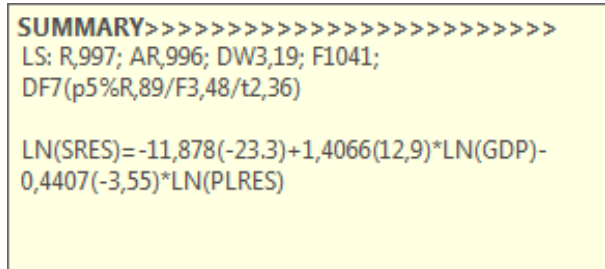 SUMMARY>>>>>>>>>>>>>>>>>>>>>>>>>
LS: R,997; AR,996; DW3,19; F1041;
DF7(p5%R,89/F3,48/t2,36)
LN(SRES)=-11,878(-23.3)+1,4066(12,9)*LN(GDP)-
0,4407(-3,55)*LN(PLRES)